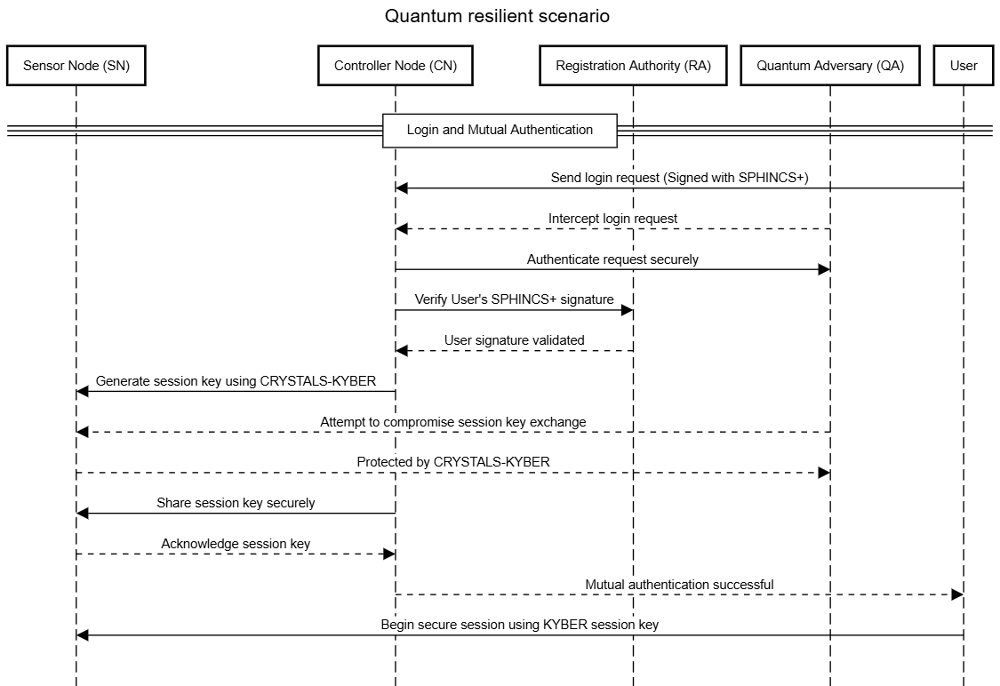 Quantum resilient scenario
Sensor Node (SN)
Controller Node (CN)
Registration Authority (RA)
Quantum Adversary (QA)
User
Login and Mutual Authentication
Send login request (Signed with SPHINCS+)
Intercept login request
Authenticate request securely
Verify User's SPHINCS+ signature
User signature validated
Generate session key using CRYSTALS-KYBER
Attempt to compromise session key exchange
Protected by CRYSTALS-KYBER
Share session key securely
Acknowledge session key
Mutual authentication successful
Begin secure session using KYBER session key